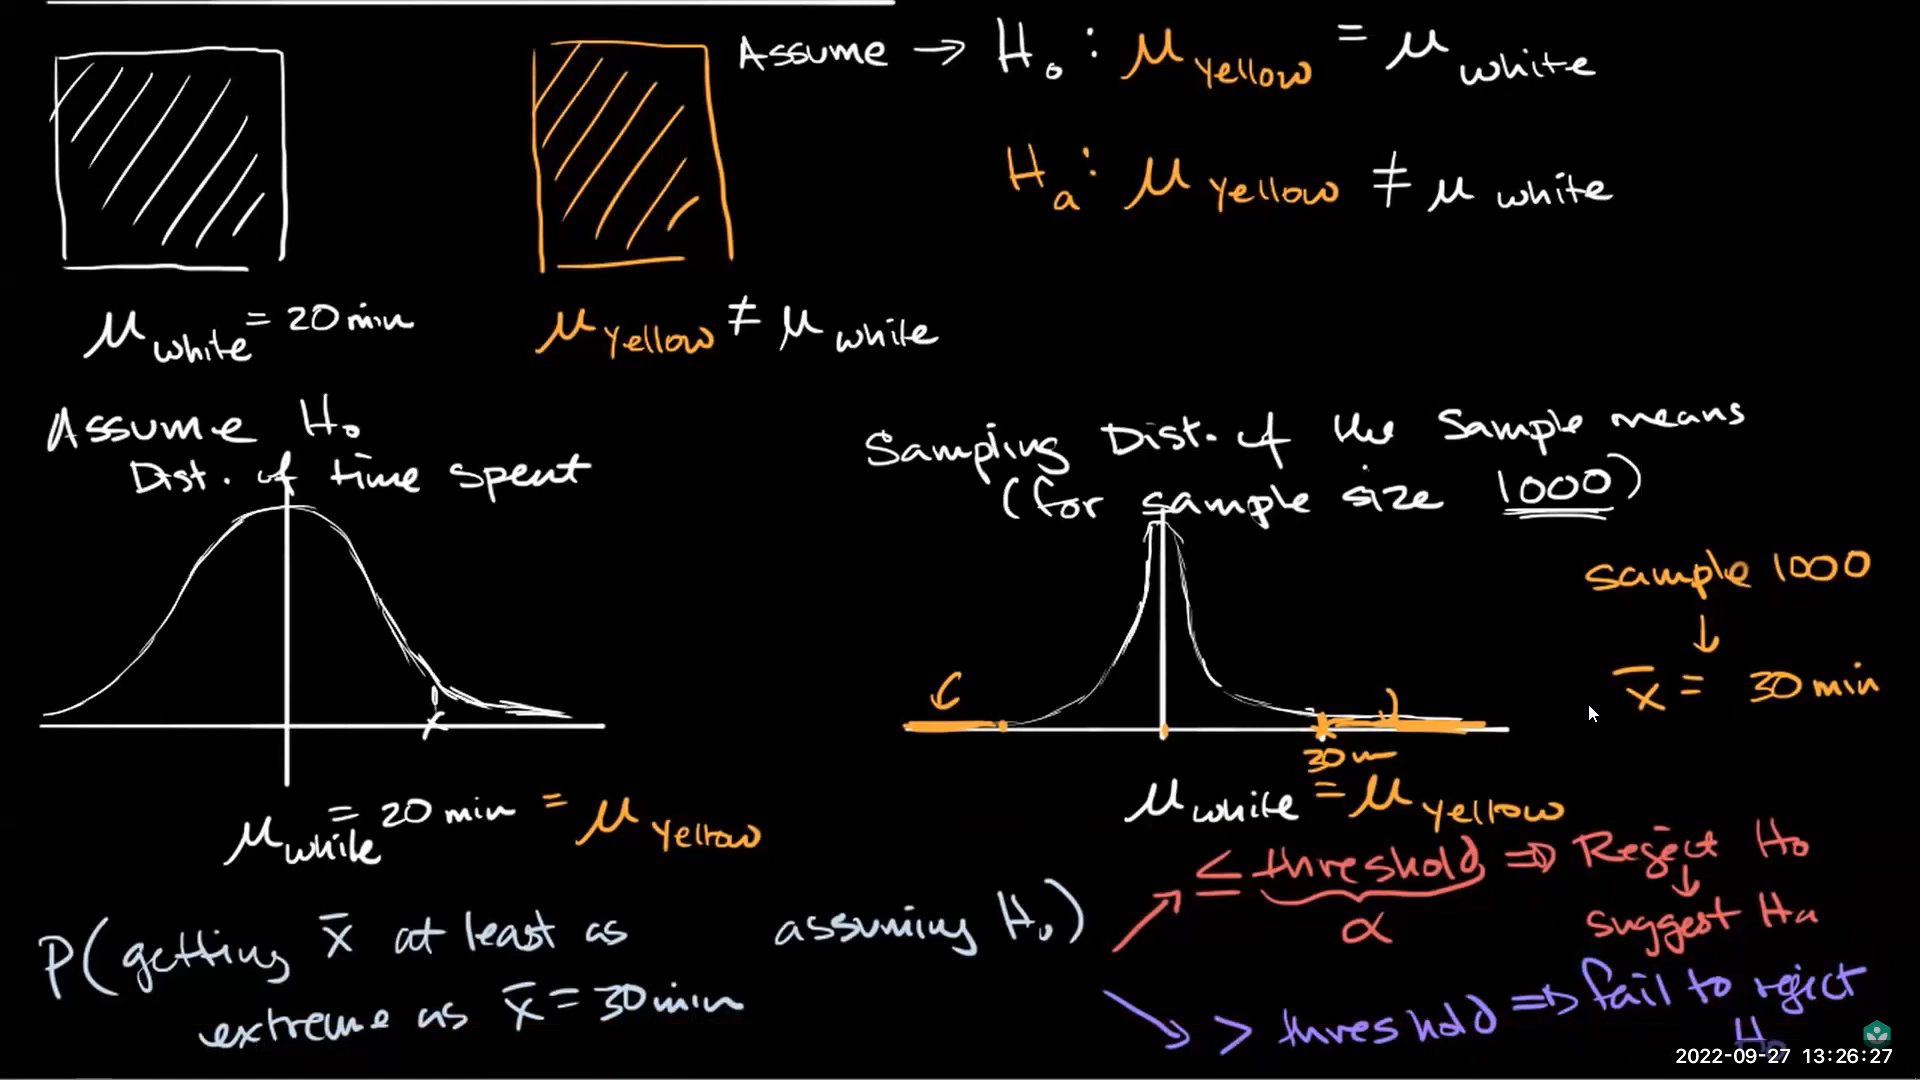 Assume → H₀ : μ yellow = μ white
Ha : μ yellow ≠ μ white
μ white = 20 min
μ yellow ≠ μ white
Assume H₀
Dist. of time spent
x
μ white = 20 min = μ yellow
Sampling Dist. of the Sample means
(for sample size 1000)
sample 1000
↓
x̄ = 30 min
30 m
μ white = μ yellow
P(getting x̄ at least as extreme as x̄ = 30 min assuming H₀)
≤ threshold ⇒ Reject H₀
α
↓
suggest Ha
> threshold ⇒ fail to reject
H₀
2022-09-27 13:26:27